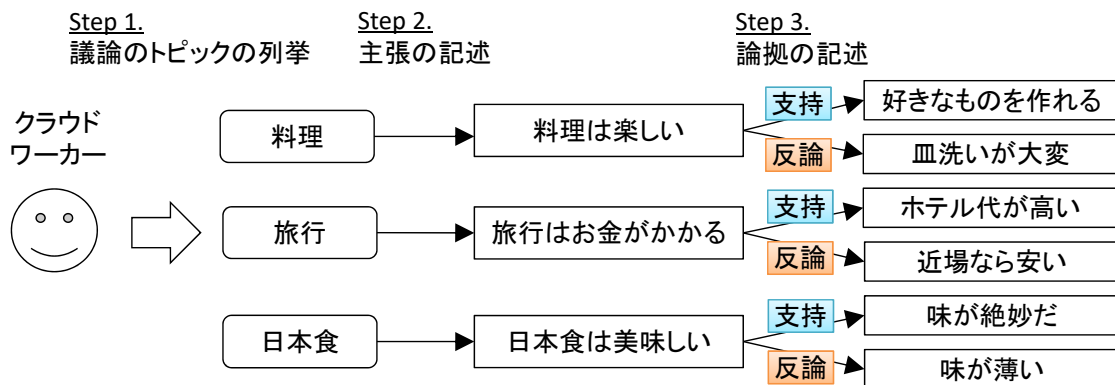 Step 1.
議論のトピックの列挙
Step 2.
主張の記述
Step 3.
論拠の記述
クラウド
ワーカー
料理
料理は楽しい
支持
好きなものを作れる
反論
皿洗いが大変
旅行
旅行はお金がかかる
支持
ホテル代が高い
反論
近場なら安い
日本食
日本食は美味しい
支持
味が絶妙だ
反論
味が薄い